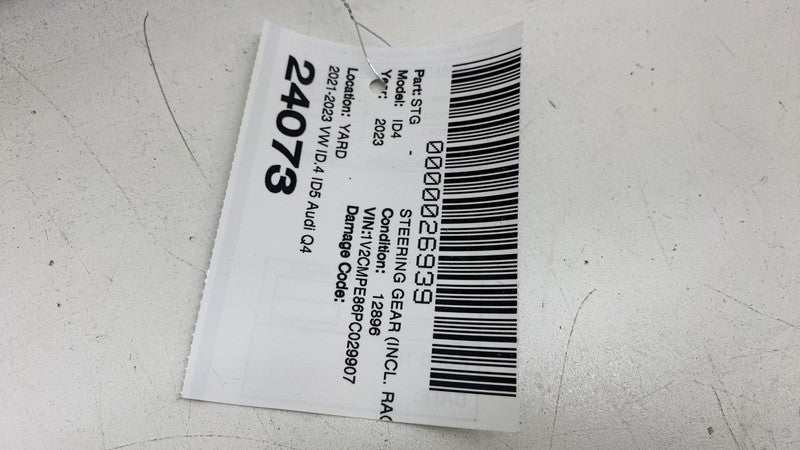 0000026939
Part: STG - STEERING GEAR (INCL. RAC
Model: ID4 Condition: 12896
Year: 2023 VIN:1V2CMPE86PC029907
Damage Code:
Location: YARD
2021-2023 VW ID.4 ID5 Audi Q4
24073